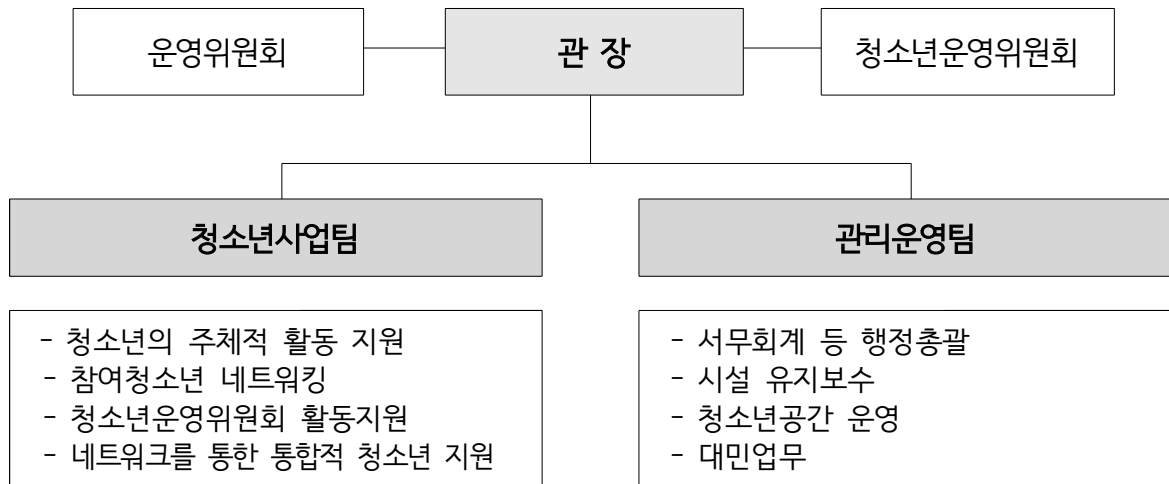 운영위원회
관 장
청소년운영위원회
청소년사업팀
관리운영팀
- 청소년의 주체적 활동 지원
- 참여청소년 네트워킹
- 청소년운영위원회 활동지원
- 네트워크를 통한 통합적 청소년 지원
- 서무회계 등 행정총괄
- 시설 유지보수
- 청소년공간 운영
- 대민업무